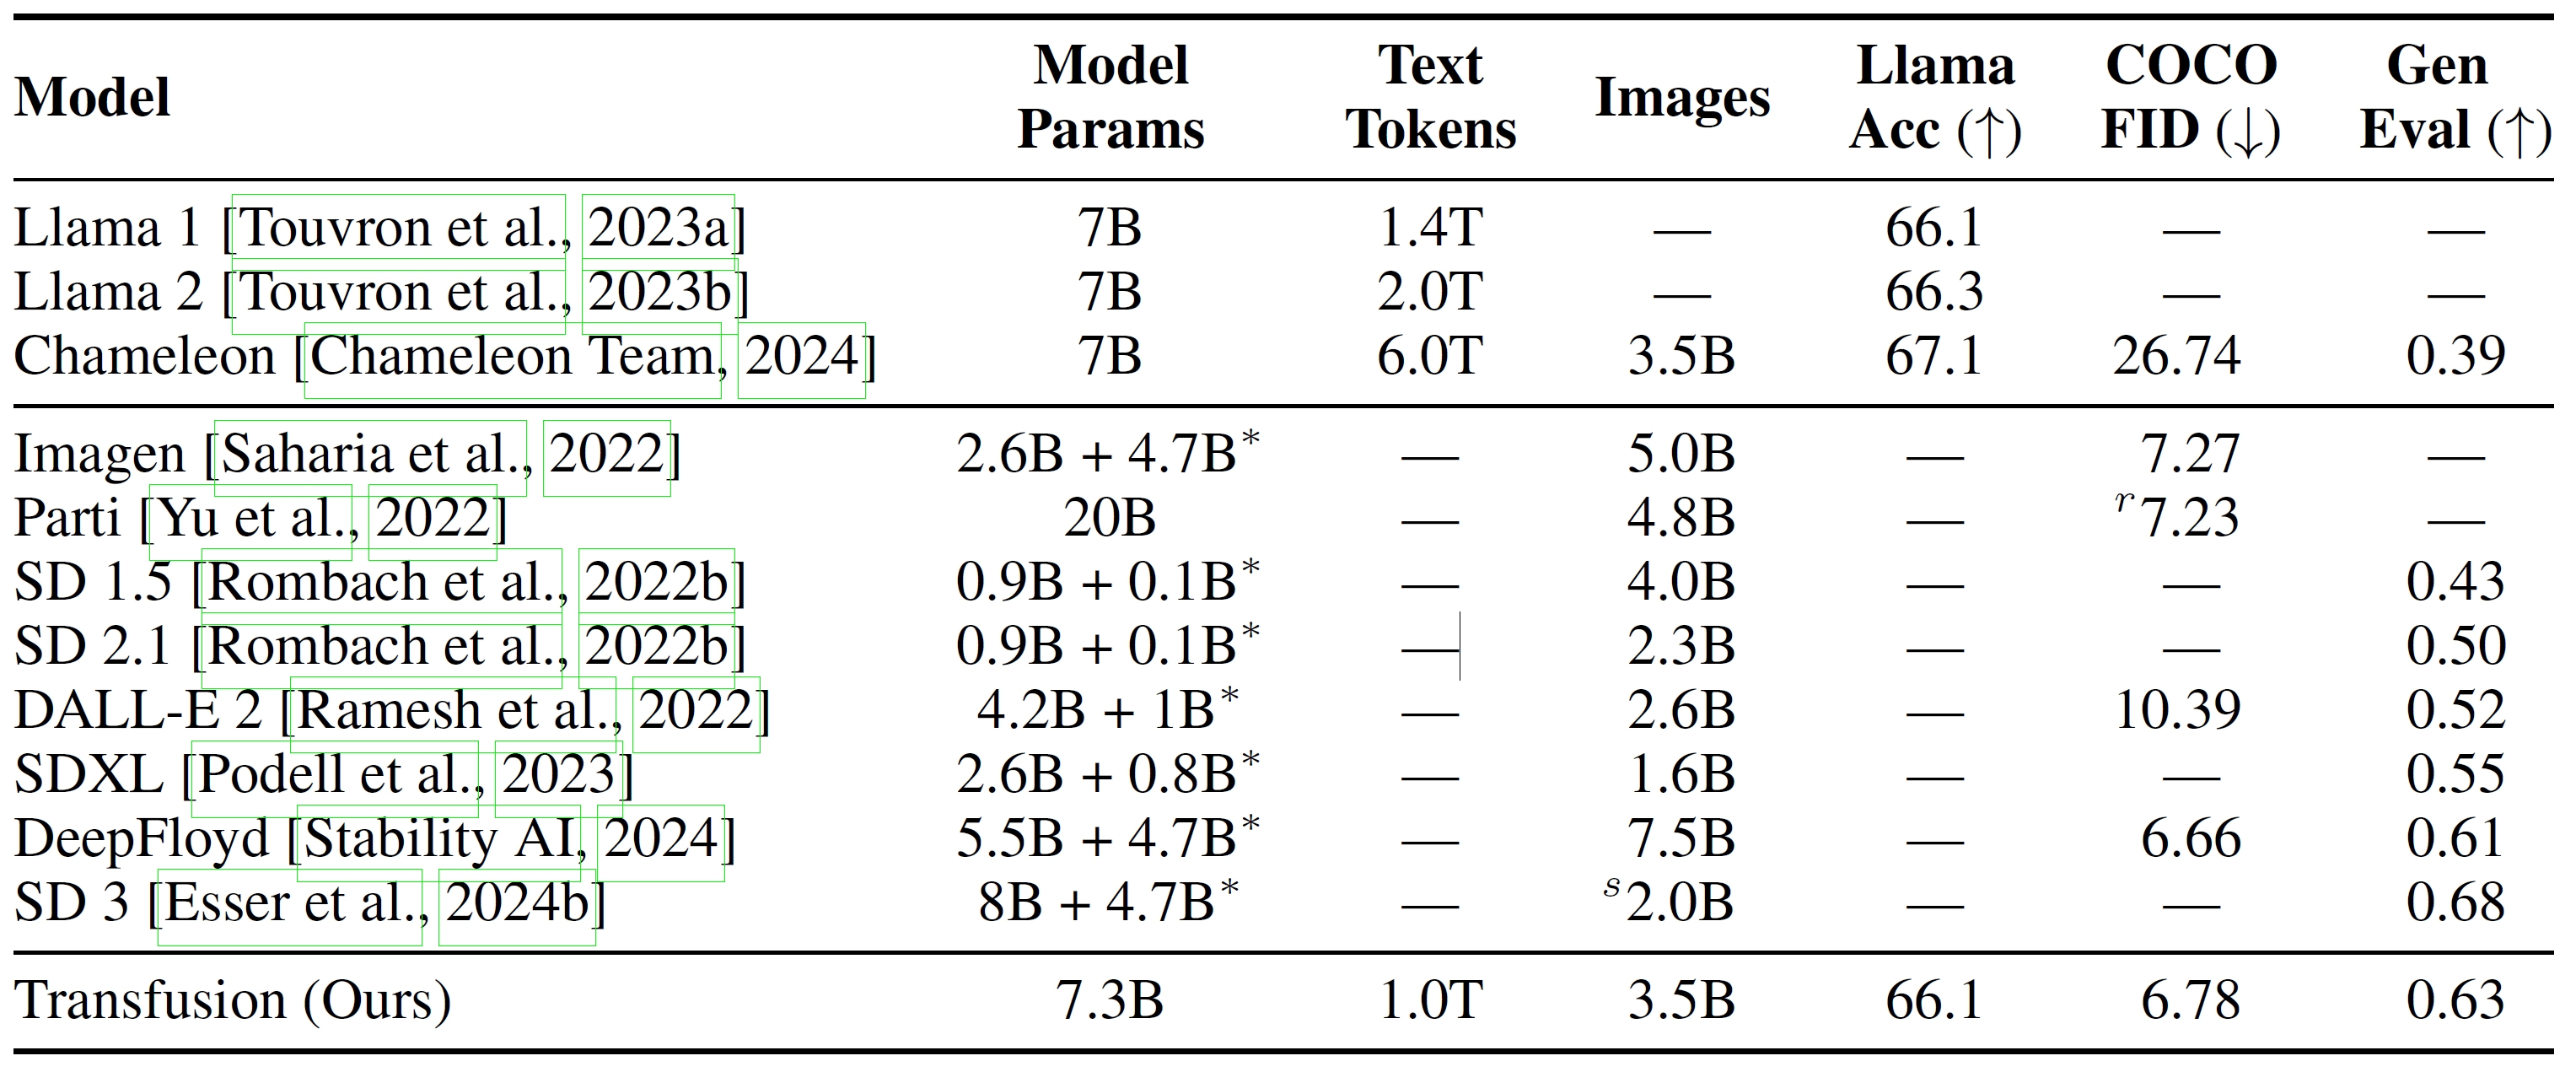 Model Model Params Text Tokens Images Llama Acc (↑) COCO FID (↓) Gen Eval (↑)
Llama 1 [Touvron et al., 2023a] 7B 1.4T — 66.1 — —
Llama 2 [Touvron et al., 2023b] 7B 2.0T — 66.3 — —
Chameleon [Chameleon Team, 2024] 7B 6.0T 3.5B 67.1 26.74 0.39
Imagen [Saharia et al., 2022] 2.6B + 4.7B* — 5.0B — 7.27 —
Parti [Yu et al., 2022] 20B — 4.8B — r7.23 —
SD 1.5 [Rombach et al., 2022b] 0.9B + 0.1B* — 4.0B — — 0.43
SD 2.1 [Rombach et al., 2022b] 0.9B + 0.1B* — 2.3B — — 0.50
DALL-E 2 [Ramesh et al., 2022] 4.2B + 1B* — 2.6B — 10.39 0.52
SDXL [Podell et al., 2023] 2.6B + 0.8B* — 1.6B — — 0.55
DeepFloyd [Stability AI, 2024] 5.5B + 4.7B* — 7.5B — 6.66 0.61
SD 3 [Esser et al., 2024b] 8B + 4.7B* — s2.0B — — 0.68
Transfusion (Ours) 7.3B 1.0T 3.5B 66.1 6.78 0.63